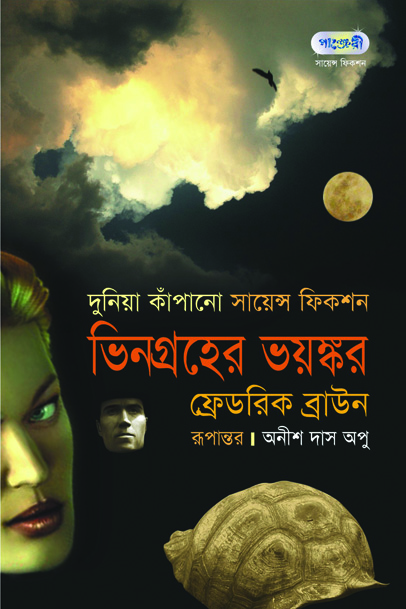 পাঞ্জেরী
সায়েন্স ফিকশন
দুনিয়া কাঁপানো সায়েন্স ফিকশন
ভিনগ্রহের ভয়ঙ্কর
ফ্রেডরিক ব্রাউন
রূপান্তর । অনীশ দাস অপু